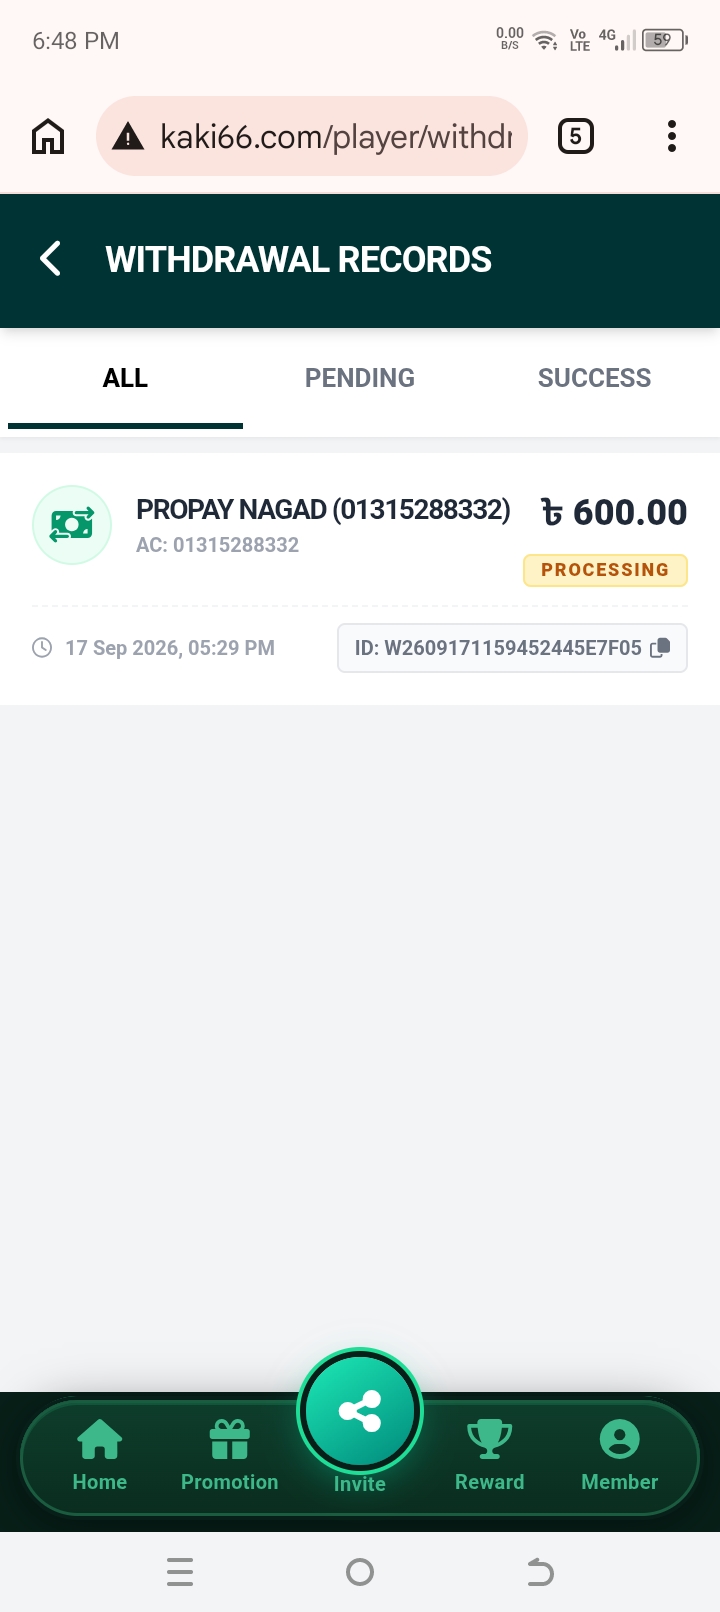 6:48 PM
0.00
B/S
Vo
LTE
4G
59
kaki66.com/player/withdr
5
WITHDRAWAL RECORDS
ALL
PENDING
SUCCESS
PROPAY NAGAD (01315288332)
৳ 600.00
AC: 01315288332
PROCESSING
17 Sep 2026, 05:29 PM
ID: W2609171159452445E7F05
Home
Promotion
Invite
Reward
Member